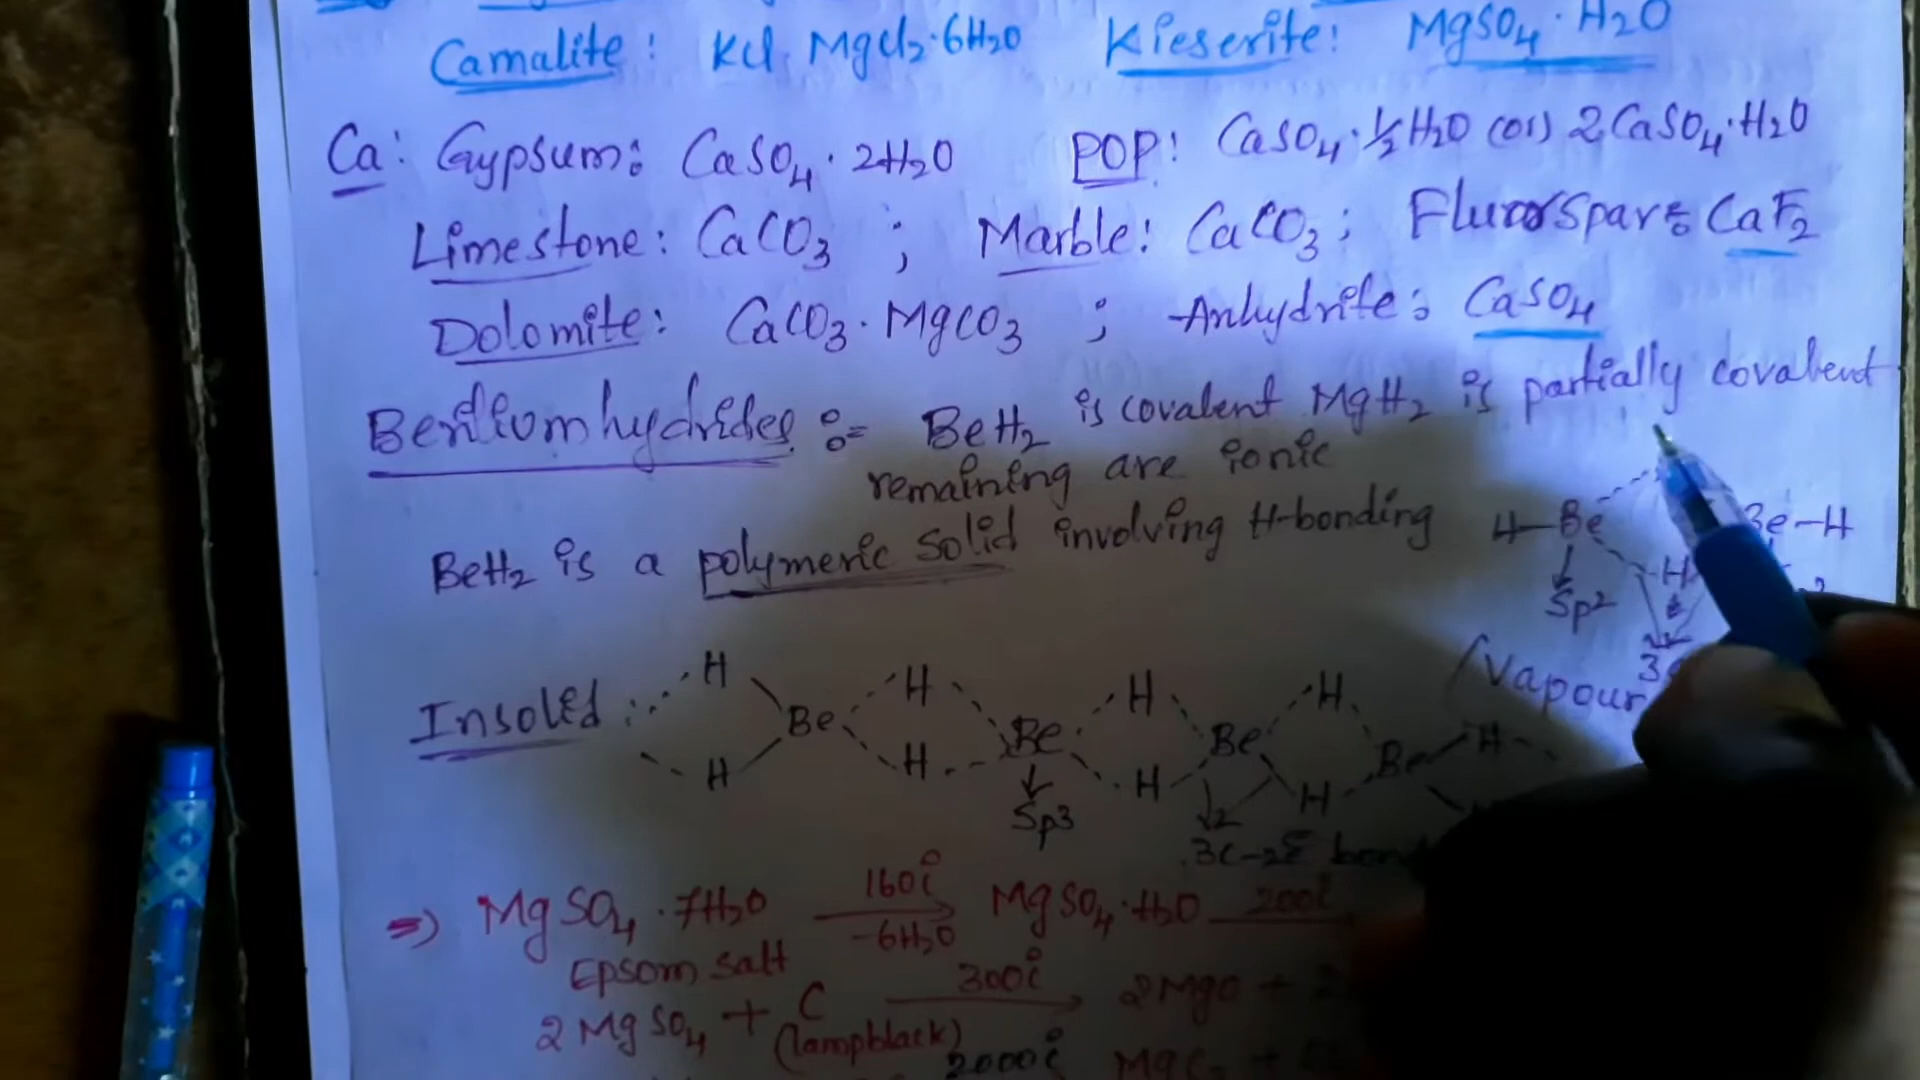 Camalite: KCl MgCl2·6H2O Kieserite: MgSO4·H2O
Ca: Gypsum: CaSO4·2H2O POP: CaSO4·½H2O (or) 2CaSO4·H2O
Limestone: CaCO3 ; Marble: CaCO3; Fluorspar: CaF2
Dolomite: CaCO3·MgCO3 ; Anhydrite: CaSO4
BeH2 is covalent MgH2 is partially covalent
remaining are ionic
BeH2 is a polymeric solid involving H-bonding
H-Be Be-H
H
Sp2
(vapour
H H H H
Be Be Be Be H
H H H H
Sp3
3c-2e
⇒ MgSO4·7H2O 160°C -6H2O MgSO4·H2O 200°C
Epsom salt
2MgSO4 + C 300°C 2MgO +
(lampblack)
2000°C